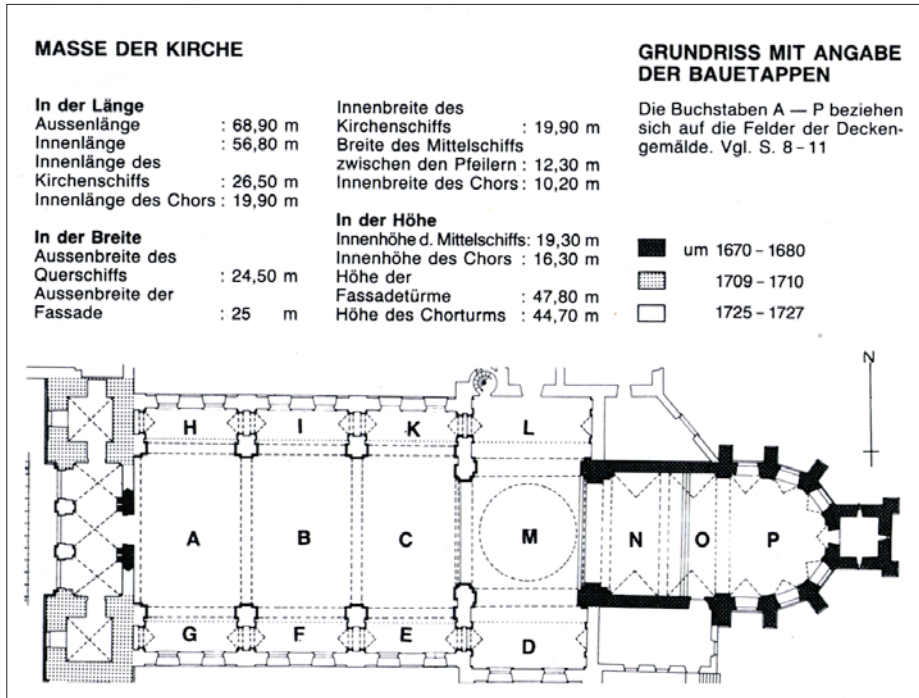 MASSE DER KIRCHE
In der Länge
Aussenlänge : 68,90 m
Innenlänge : 56,80 m
Innenlänge des
Kirchenschiffs : 26,50 m
Innenlänge des Chors : 19,90 m
In der Breite
Aussenbreite des
Querschiffs : 24,50 m
Aussenbreite der
Fassade : 25 m
Innenbreite des
Kirchenschiffs : 19,90 m
Breite des Mittelschiffs
zwischen den Pfeilern : 12,30 m
Innenbreite des Chors : 10,20 m
In der Höhe
Innenhöhe d. Mittelschiffs: 19,30 m
Innenhöhe des Chors : 16,30 m
Höhe der
Fassadetürme : 47,80 m
Höhe des Chorturms : 44,70 m
GRUNDRISS MIT ANGABE
DER BAUETAPPEN
Die Buchstaben A — P beziehen
sich auf die Felder der Decken-
gemälde. Vgl. S. 8-11
um 1670-1680
1709-1710
1725-1727
N
H I K L
A B C M N O P
G F E D